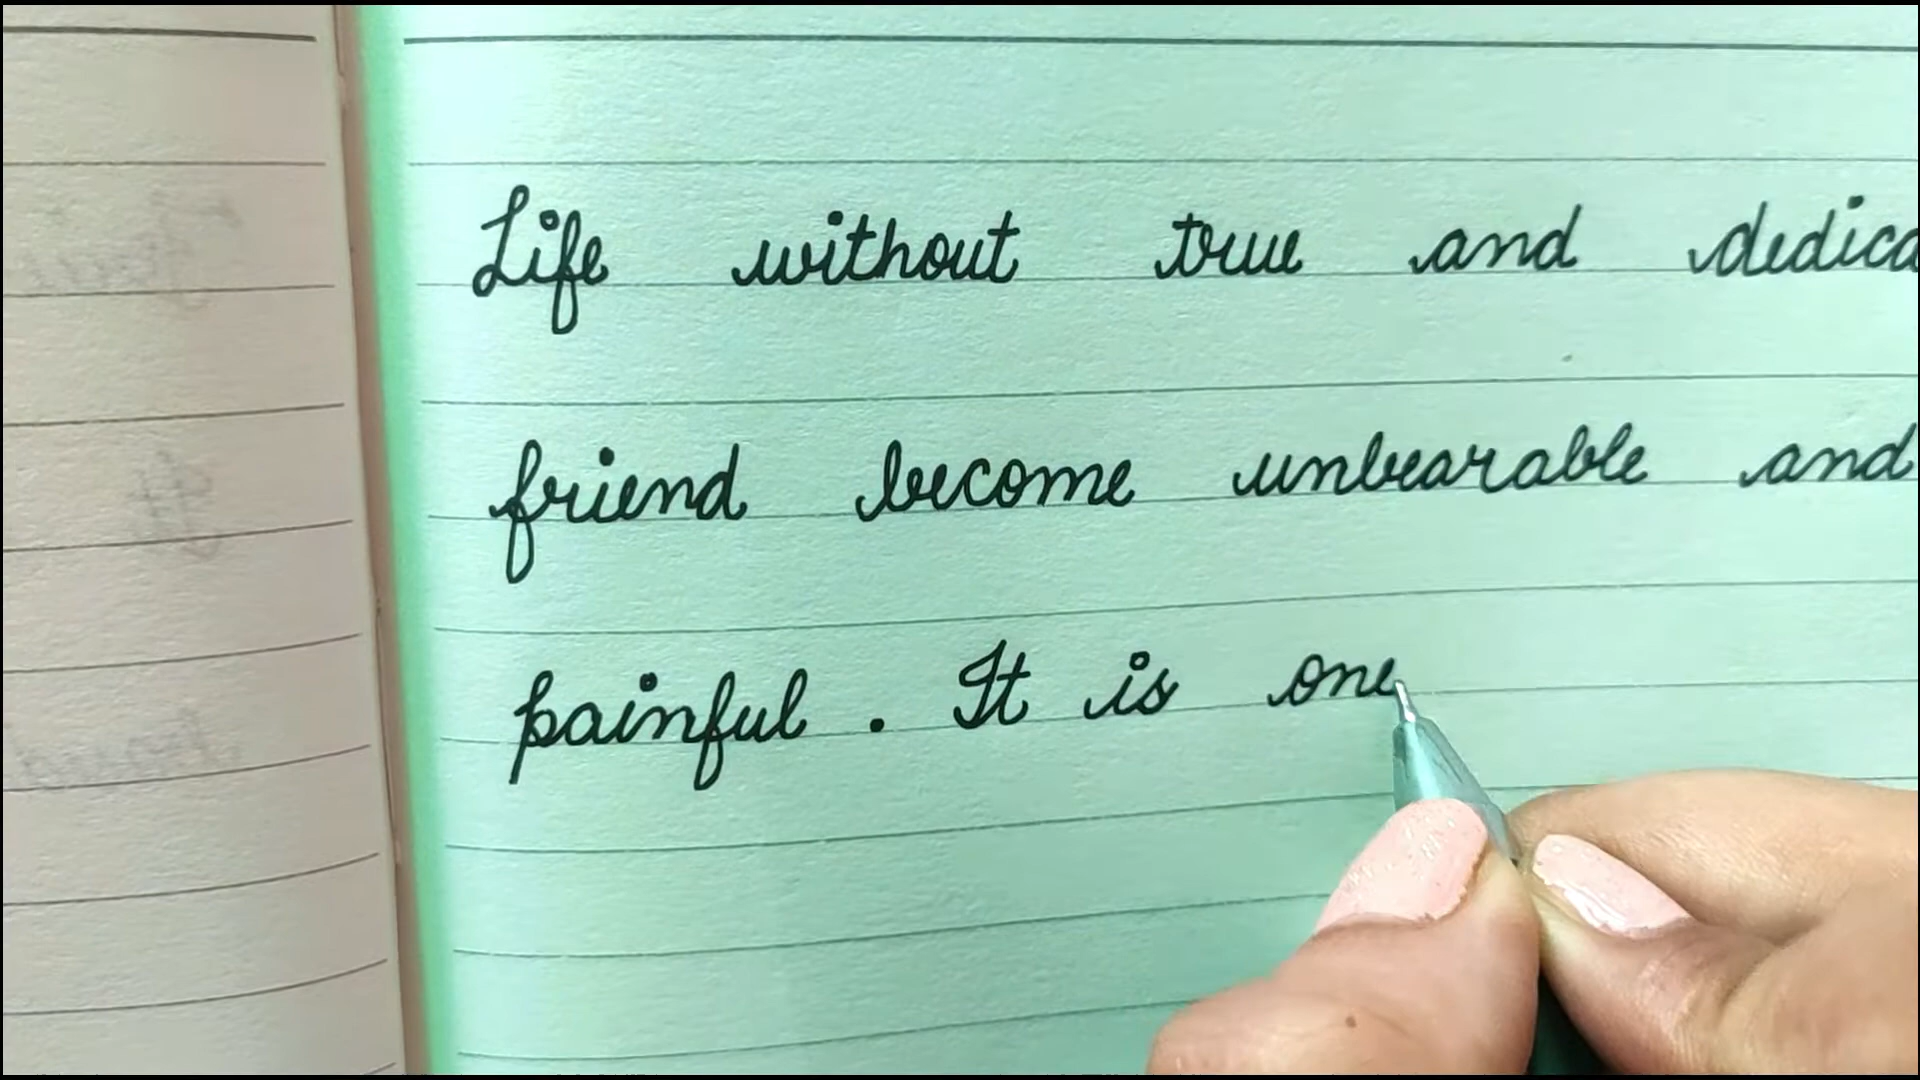 Life without true and dedica
friend become unbearable and
painful . It is one